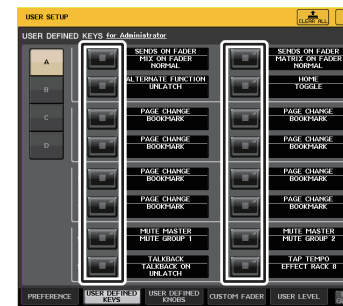 USER SETUP
CLEAR ALL
USER DEFINED KEYS for Administrator
A
B
C
D
SENDS ON FADER
MIX ON FADER
NORMAL
SENDS ON FADER
MATRIX ON FADER
NORMAL
ALTERNATE FUNCTION
UNLATCH
HOME
TOGGLE
PAGE CHANGE
BOOKMARK
PAGE CHANGE
BOOKMARK
PAGE CHANGE
BOOKMARK
PAGE CHANGE
BOOKMARK
PAGE CHANGE
BOOKMARK
PAGE CHANGE
BOOKMARK
PAGE CHANGE
BOOKMARK
PAGE CHANGE
BOOKMARK
MUTE MASTER
MUTE GROUP 1
MUTE MASTER
MUTE GROUP 2
TALKBACK
TALKBACK ON
UNLATCH
TAP TEMPO
EFFECT RACK 8
PREFERENCE
USER DEFINED
KEYS
USER DEFINED
KNOBS
CUSTOM FADER
USER LEVEL